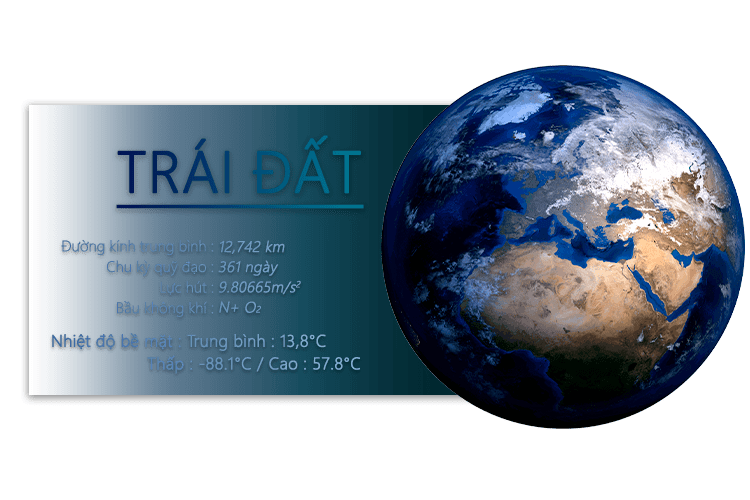 TRÁI ĐẤT
Đường kính trung bình : 12,742 km
Chu kỳ quỹ đạo : 361 ngày
Lực hút : 9.80665m/s²
Bầu không khí : N+ O₂
Nhiệt độ bề mặt : Trung bình : 13,8°C
Thấp : -88.1°C / Cao : 57.8°C